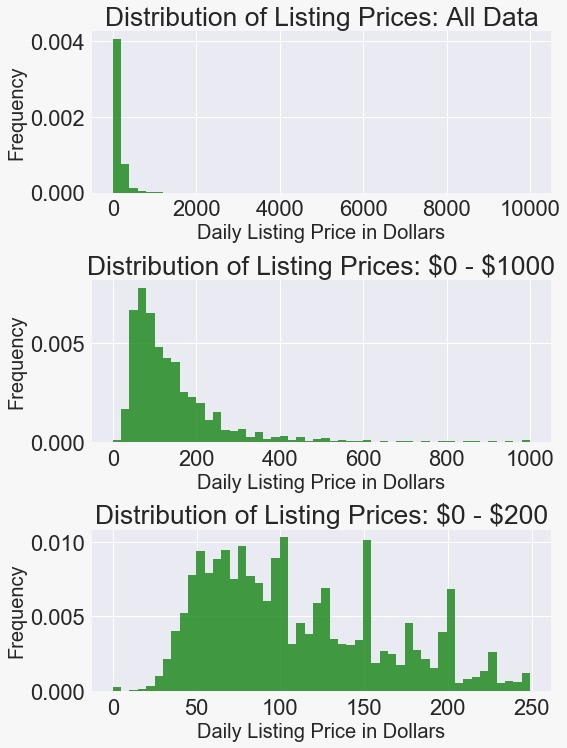 Distribution of Listing Prices: All Data
Frequency
0.004
0.002
0.000
0 2000 4000 6000 8000 10000
Daily Listing Price in Dollars
Distribution of Listing Prices: $0 - $1000
Frequency
0.005
0.000
0 200 400 600 800 1000
Daily Listing Price in Dollars
Distribution of Listing Prices: $0 - $200
Frequency
0.010
0.005
0.000
0 50 100 150 200 250
Daily Listing Price in Dollars